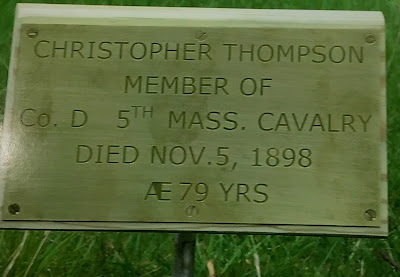 CHRISTOPHER THOMPSON
MEMBER OF
Co. D 5TH MASS. CAVALRY
DIED NOV.5, 1898
Æ 79 YRS